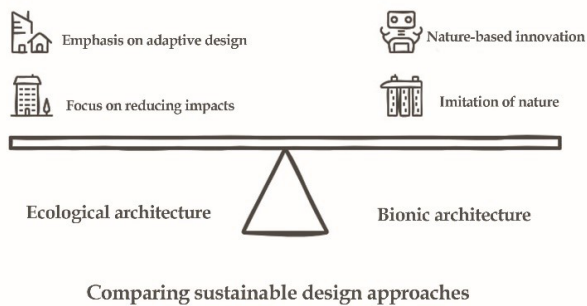 Emphasis on adaptive design
Nature-based innovation
Focus on reducing impacts
Imitation of nature
Ecological architecture
Bionic architecture
Comparing sustainable design approaches